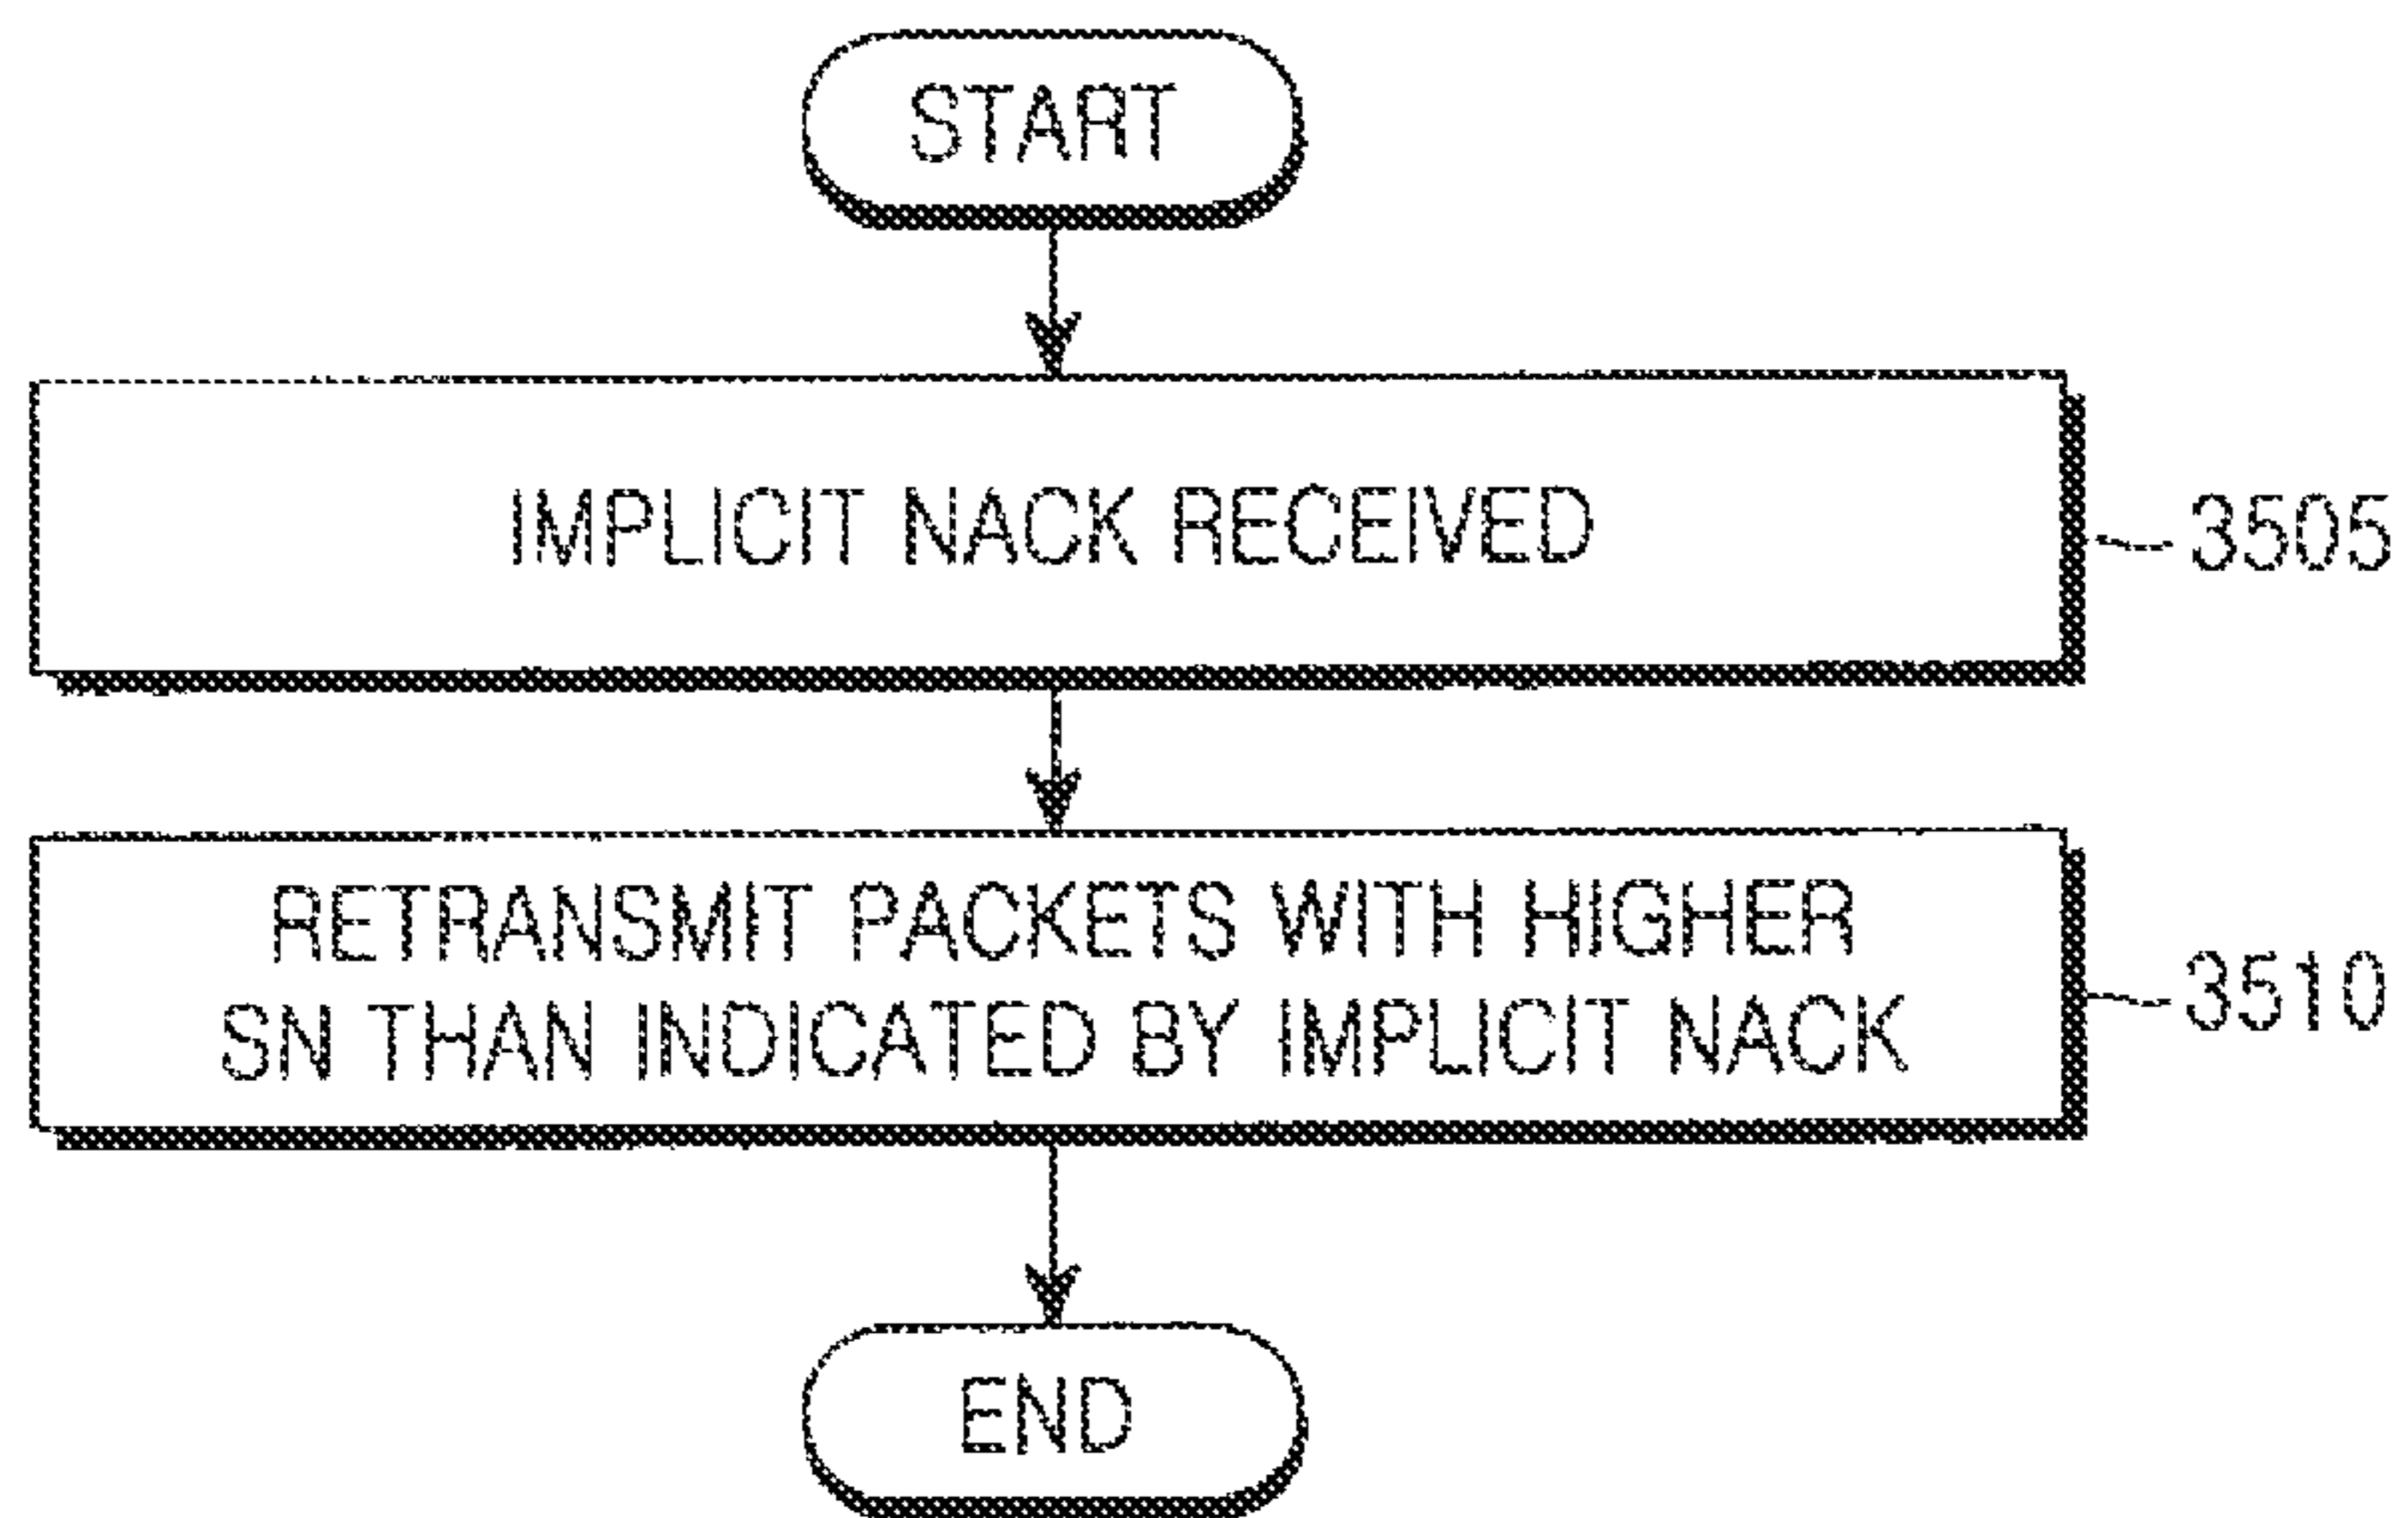 START
IMPLICIT NACK RECEIVED
3505
RETRANSMIT PACKETS WITH HIGHER
SN THAN INDICATED BY IMPLICIT NACK
3510
END